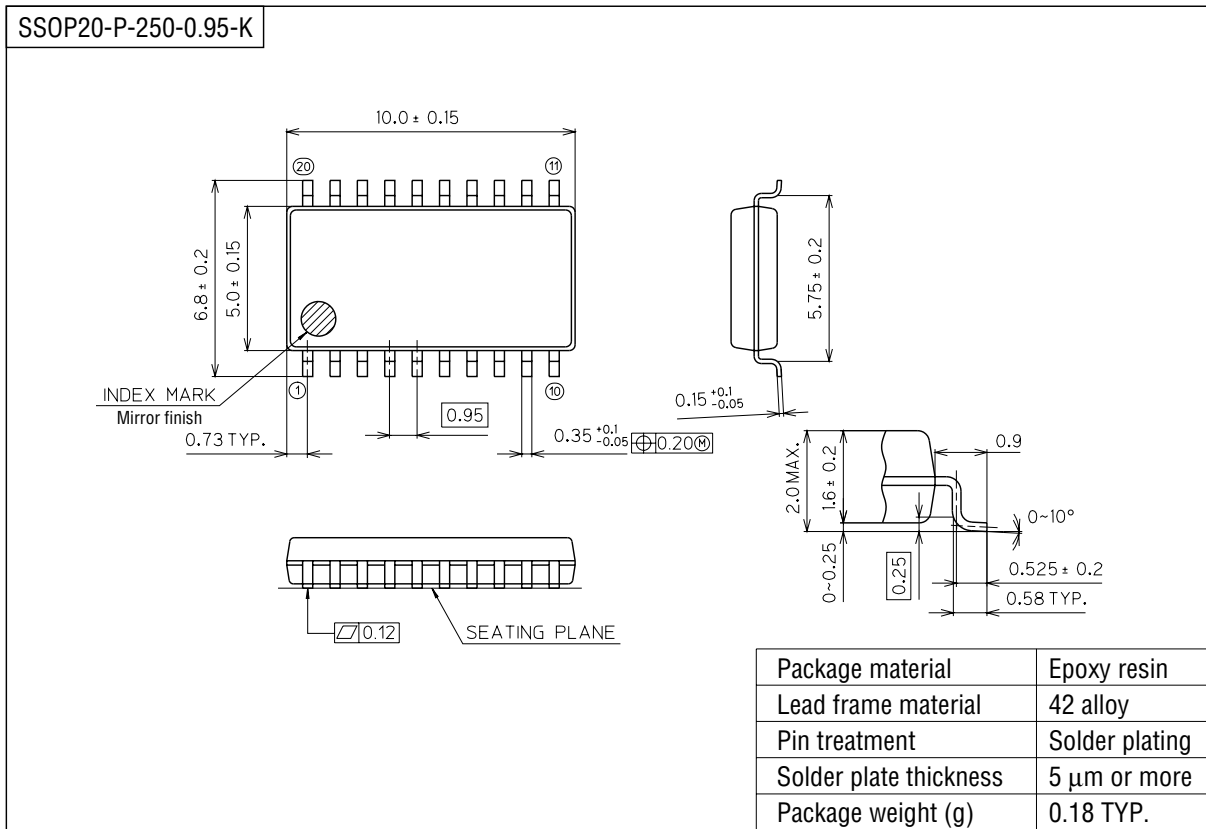 SSOP20-P-250-0.95-K
10.0 ± 0.15
20
11
6.8 ± 0.2
5.0 ± 0.15
5.75 ± 0.2
INDEX MARK
Mirror finish
1
10
0.95
0.73 TYP.
0.35 +0.1 -0.05
⌖ 0.20 Ⓜ
0.15 +0.1 -0.05
2.0 MAX.
1.6 ± 0.2
0.9
0~10°
0~0.25
0.25
0.525 ± 0.2
0.58 TYP.
⏥ 0.12
SEATING PLANE
Package material Epoxy resin
Lead frame material 42 alloy
Pin treatment Solder plating
Solder plate thickness 5 µm or more
Package weight (g) 0.18 TYP.